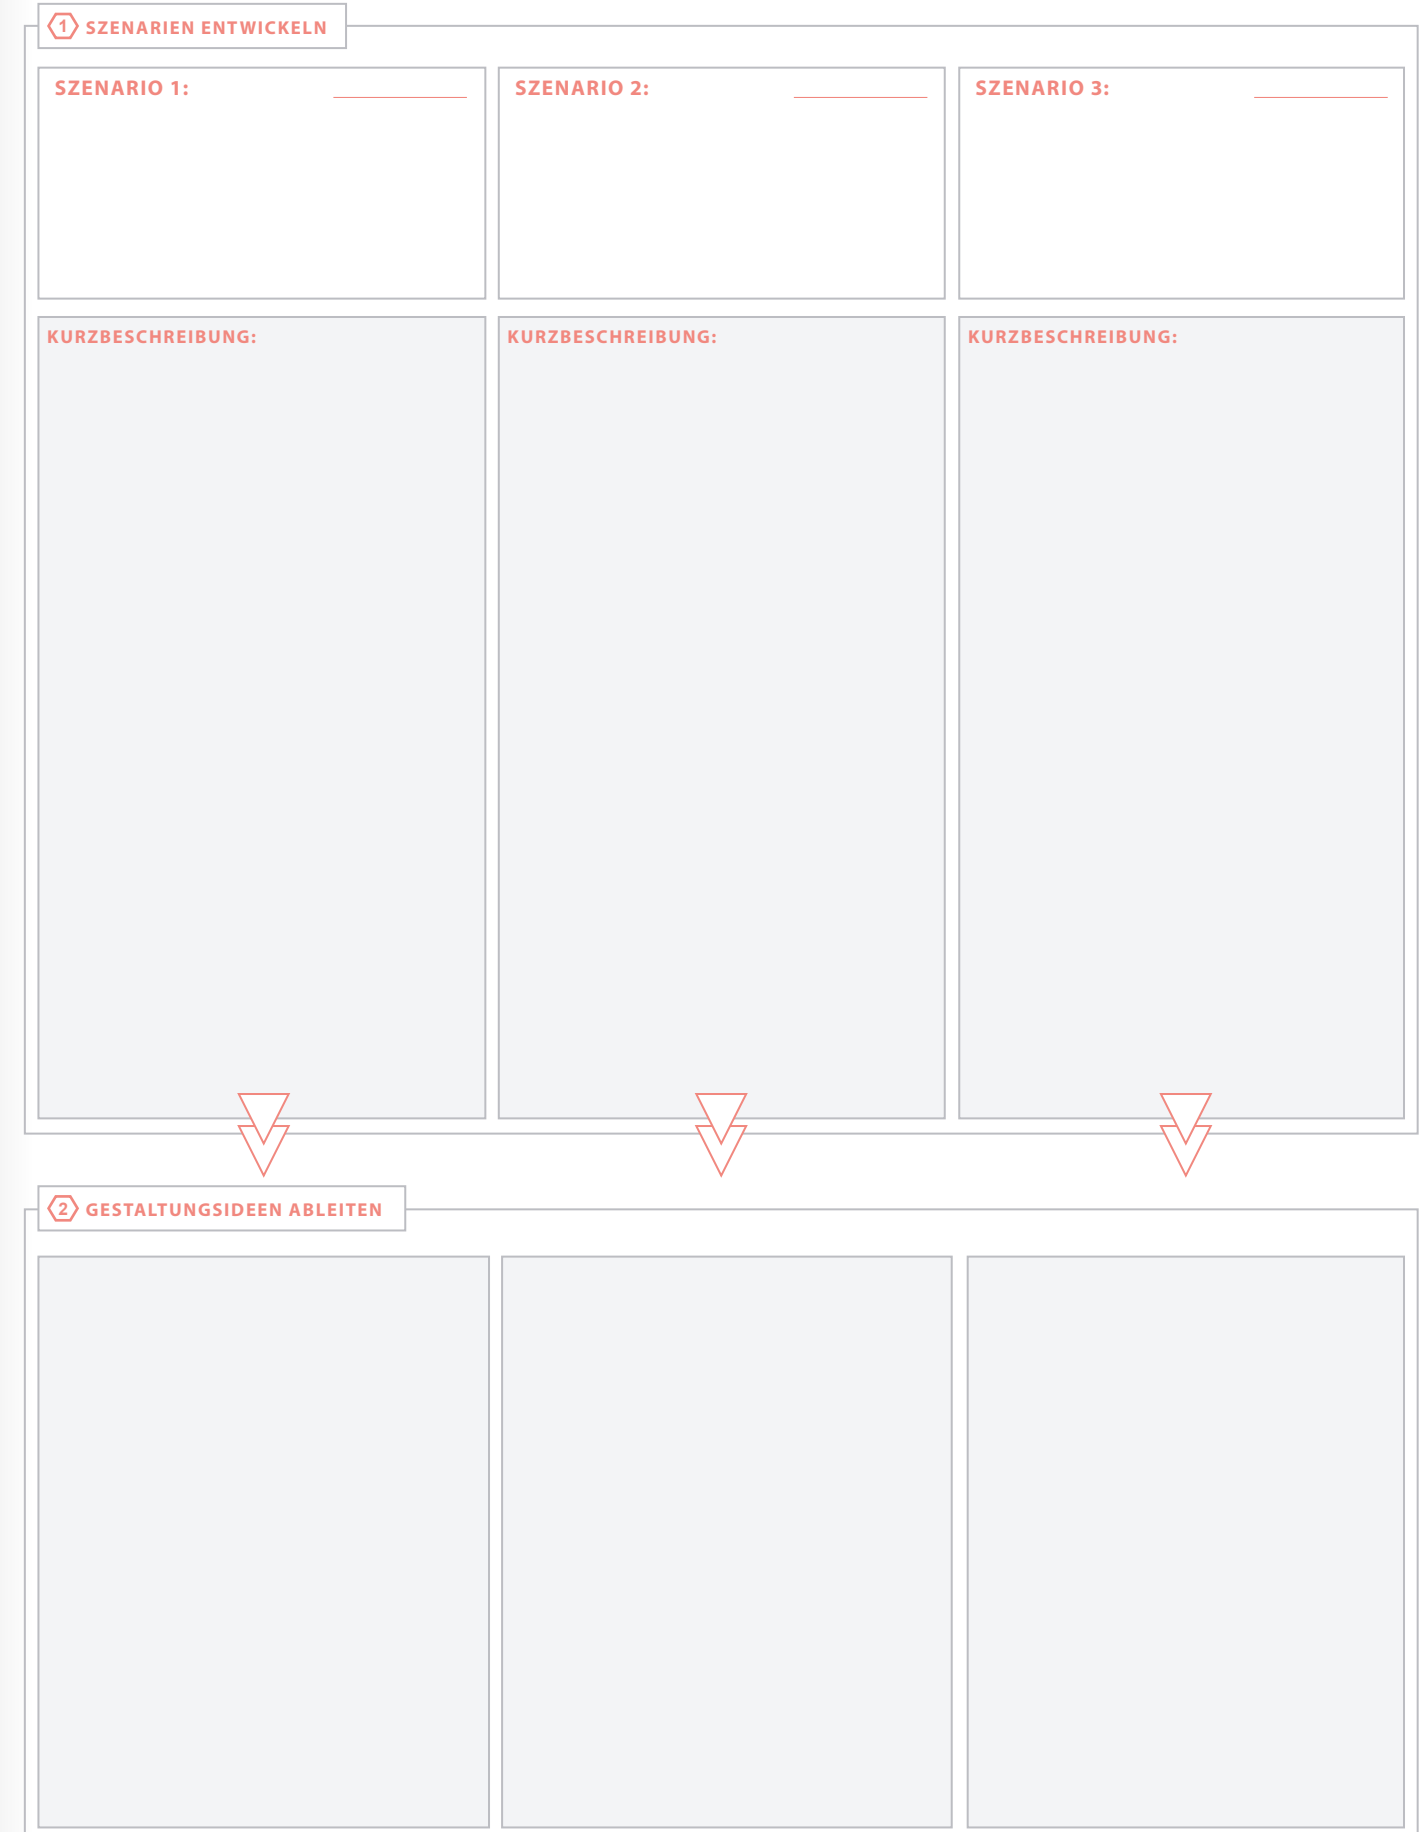 1 SZENARIEN ENTWICKELN
SZENARIO 1:
SZENARIO 2:
SZENARIO 3:
KURZBESCHREIBUNG:
KURZBESCHREIBUNG:
KURZBESCHREIBUNG:
2 GESTALTUNGSIDEEN ABLEITEN